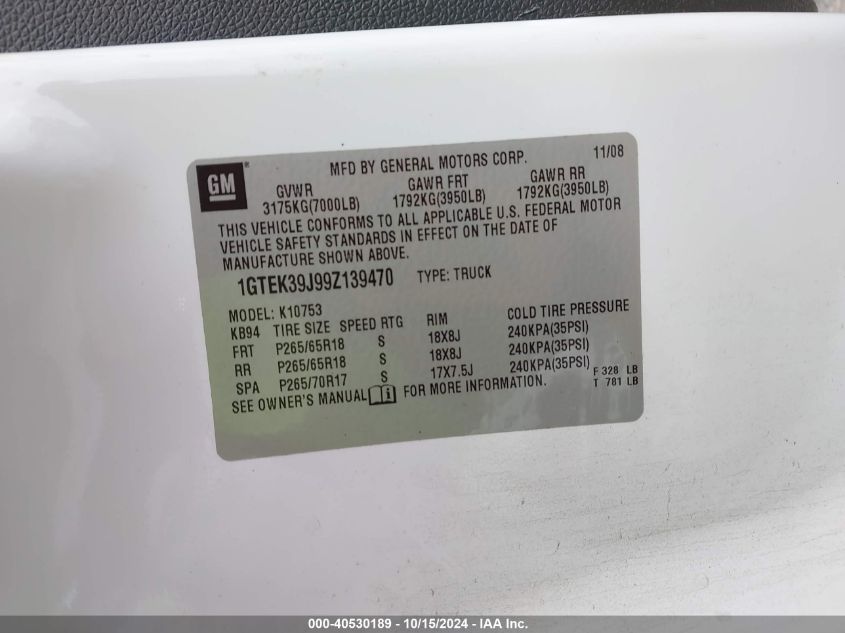 GM
MFD BY GENERAL MOTORS CORP. 11/08
GVWR GAWR FRT GAWR RR
3175KG(7000LB) 1792KG(3950LB) 1792KG(3950LB)
THIS VEHICLE CONFORMS TO ALL APPLICABLE U.S. FEDERAL MOTOR
VEHICLE SAFETY STANDARDS IN EFFECT ON THE DATE OF
MANUFACTURE SHOWN ABOVE.
1GTEK39J99Z139470 TYPE: TRUCK
MODEL: K10753
KB94 TIRE SIZE SPEED RTG RIM COLD TIRE PRESSURE
FRT P265/65R18 S 18X8J 240KPA(35PSI)
RR P265/65R18 S 18X8J 240KPA(35PSI)
SPA P265/70R17 S 17X7.5J 240KPA(35PSI)
F 328 LB
T 781 LB
SEE OWNER'S MANUAL i FOR MORE INFORMATION.
000-40530189 - 10/15/2024 - IAA Inc.